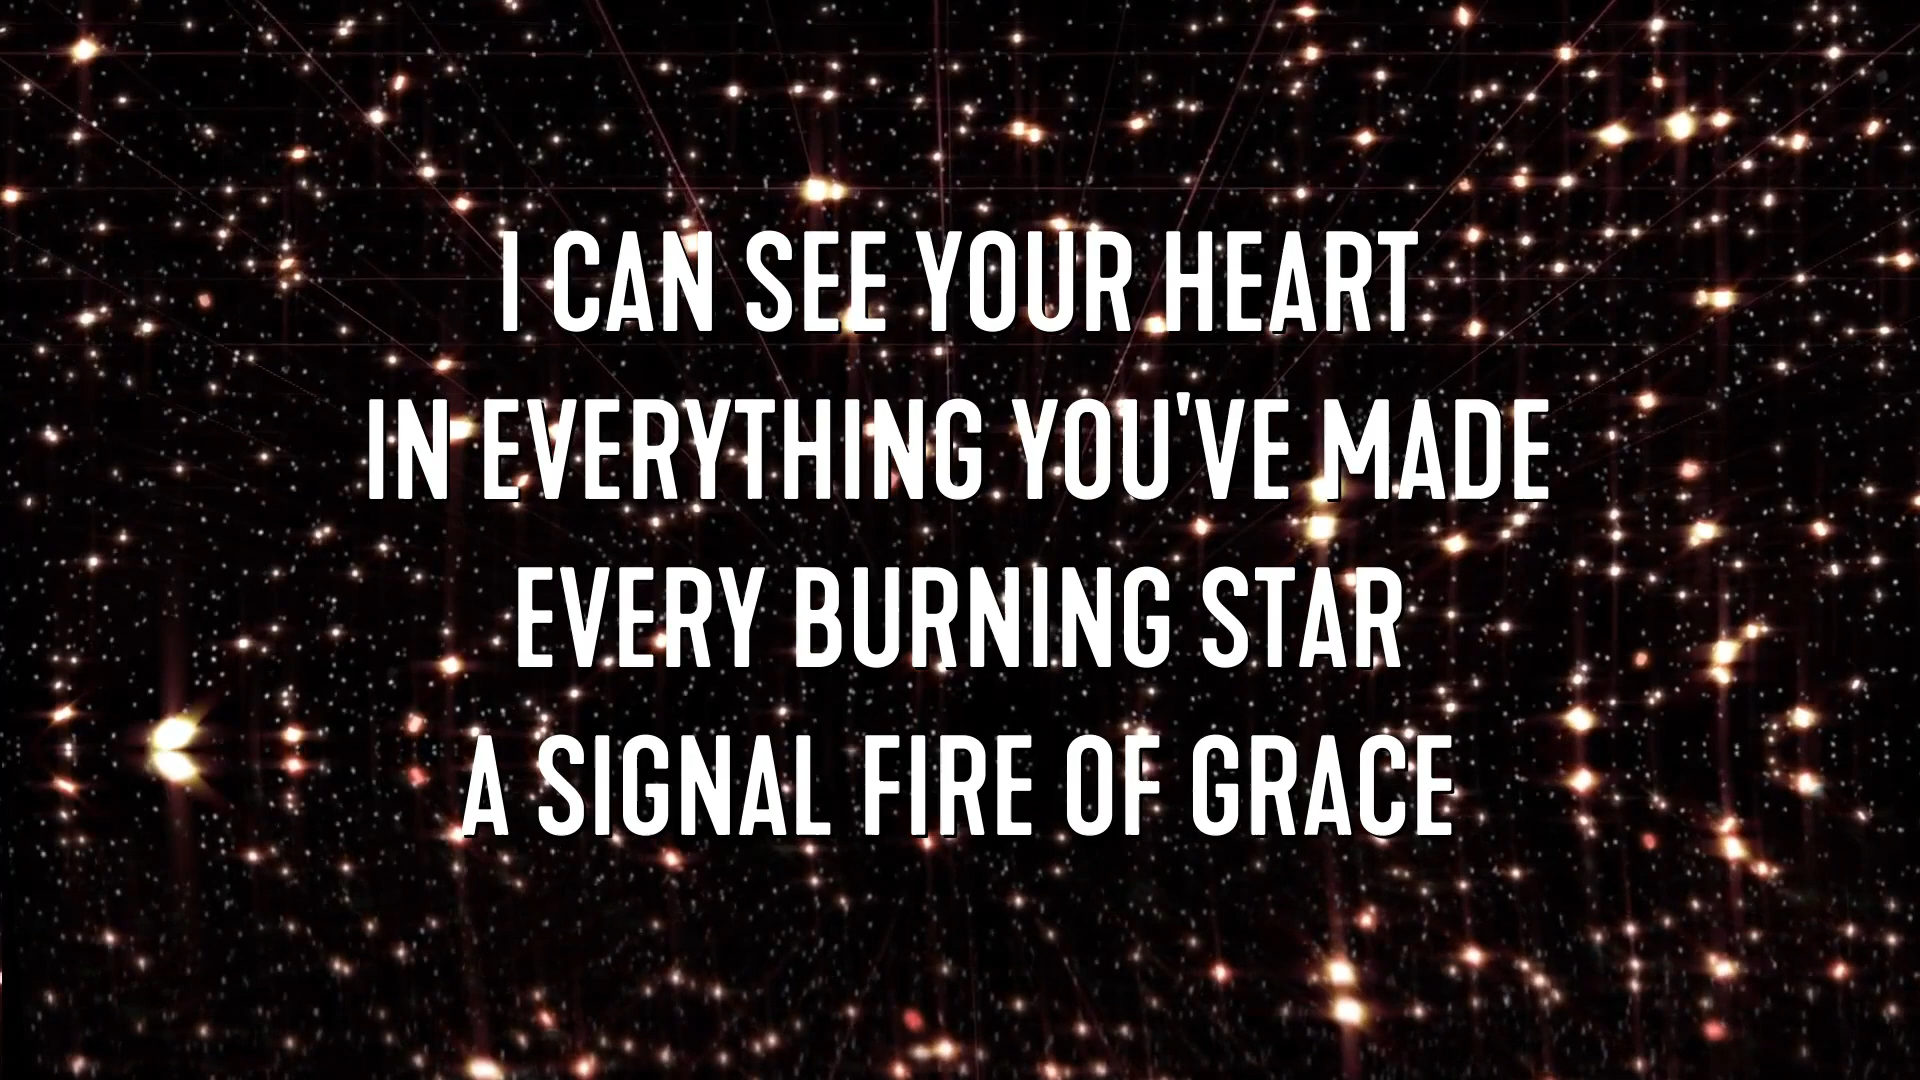 I CAN SEE YOUR HEART
IN EVERYTHING YOU'VE MADE
EVERY BURNING STAR
A SIGNAL FIRE OF GRACE